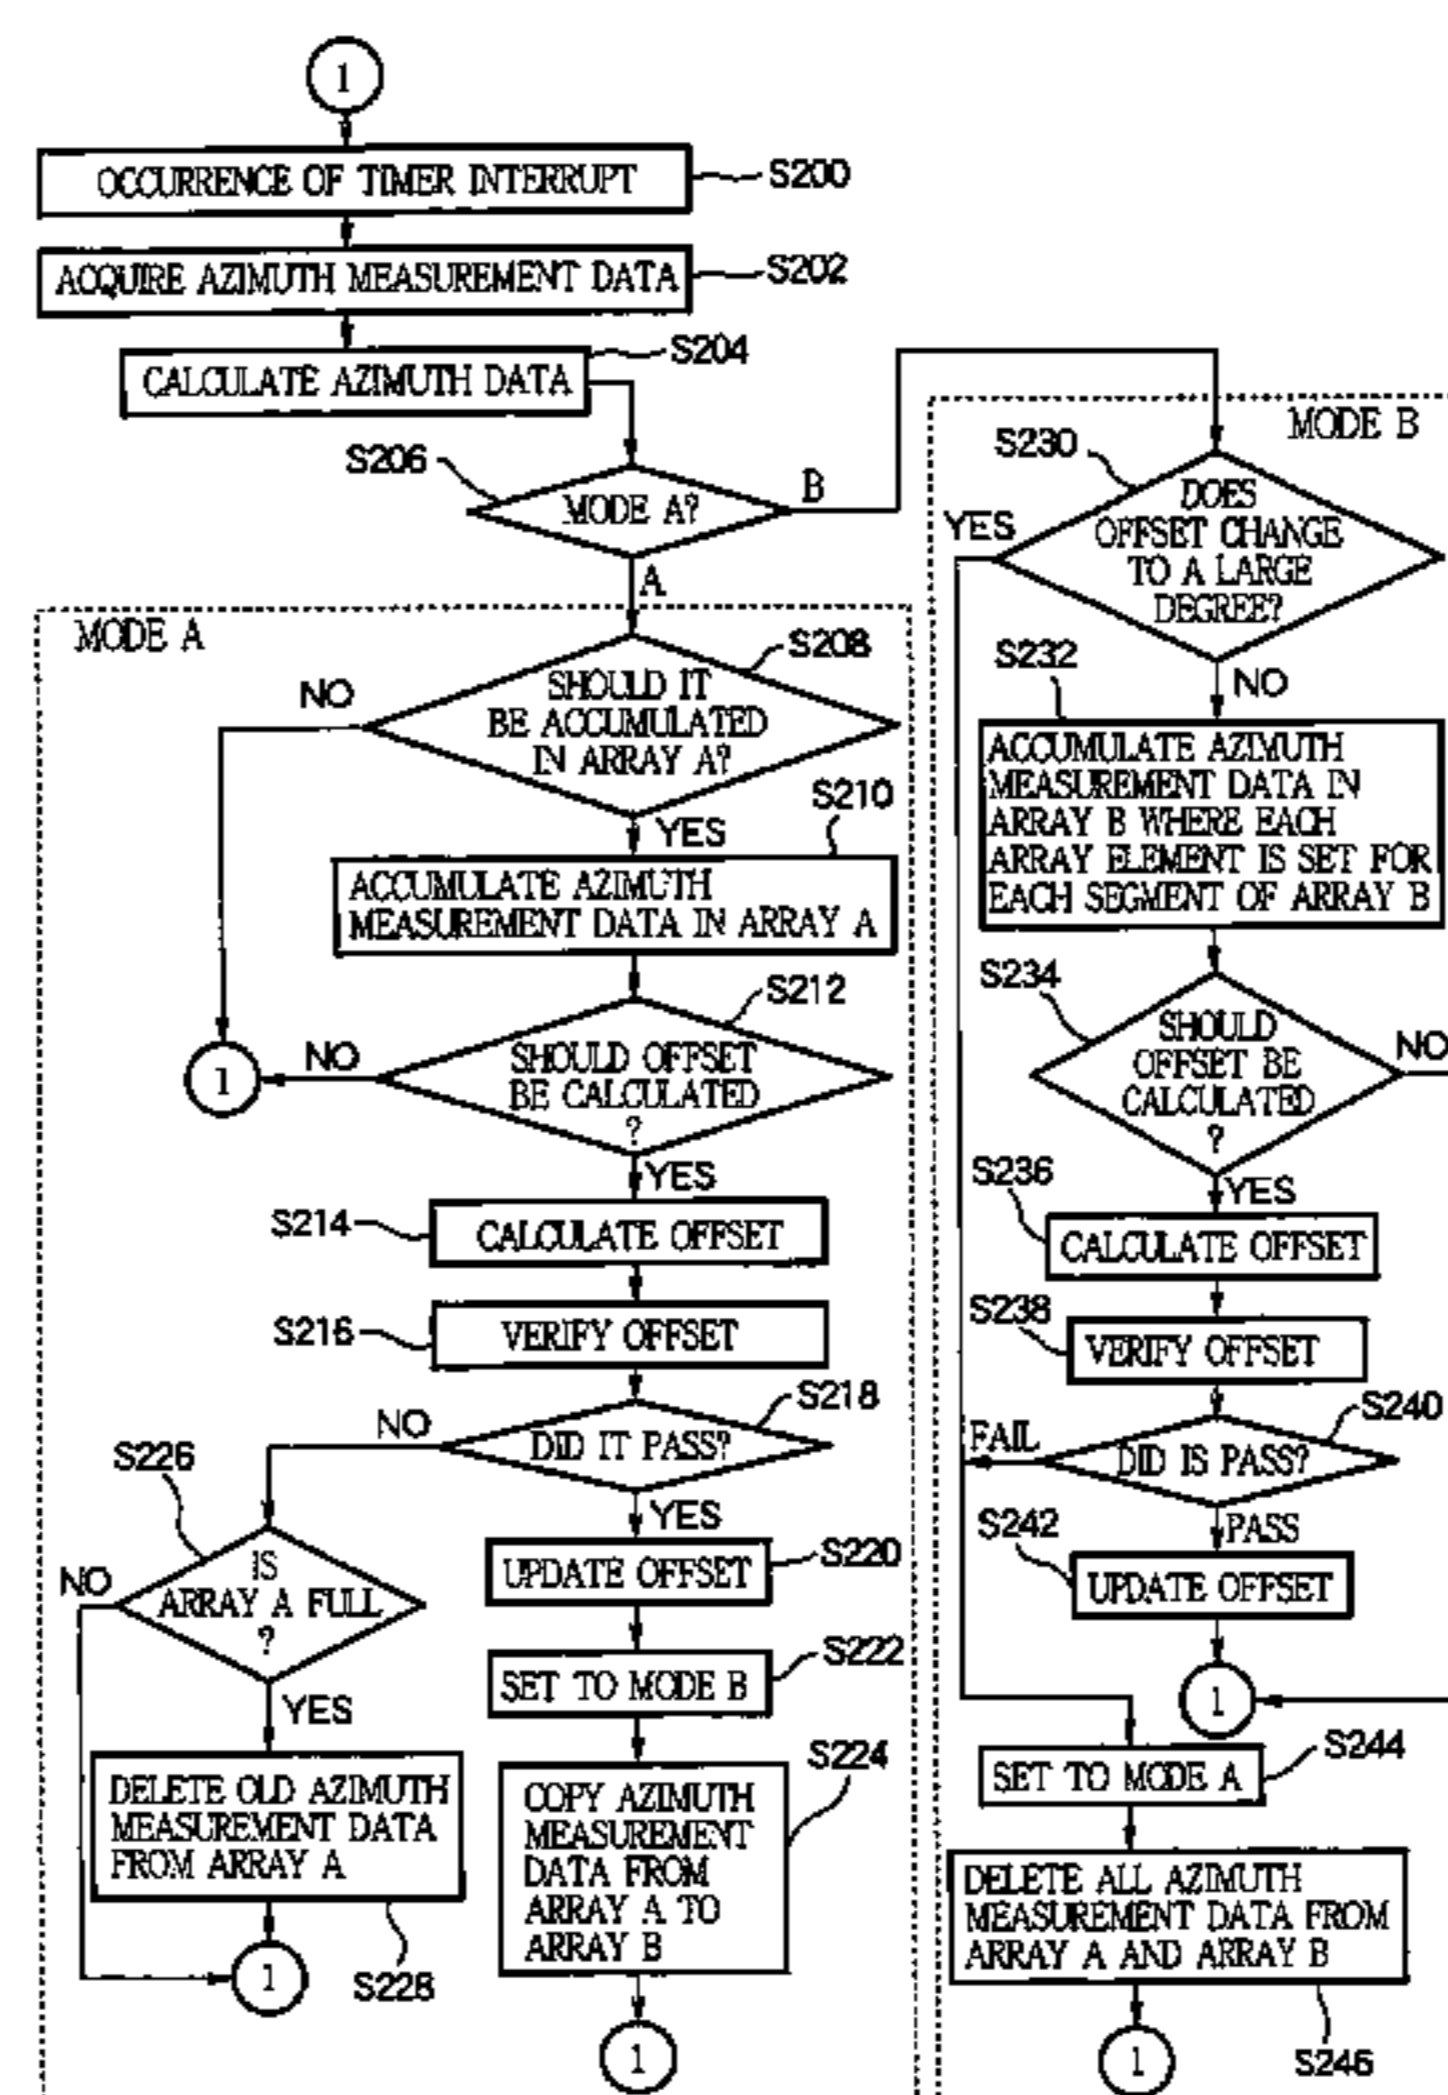 1
OCCURRENCE OF TIMER INTERRUPT
S200
ACQUIRE AZIMUTH MEASUREMENT DATA
S202
CALCULATE AZIMUTH DATA
S204
S206
MODE A?
B
A
MODE A
S208
SHOULD IT
BE ACCUMULATED
IN ARRAY A?
NO
YES
S210
ACCUMULATE AZIMUTH
MEASUREMENT DATA IN ARRAY A
S212
SHOULD OFFSET
BE CALCULATED
?
NO
1
YES
S214
CALCULATE OFFSET
S216
VERIFY OFFSET
S218
DID IT PASS?
NO
YES
S226
IS
ARRAY A FULL
?
NO
YES
DELETE OLD AZIMUTH
MEASUREMENT DATA
FROM ARRAY A
S228
1
UPDATE OFFSET
S220
SET TO MODE B
S222
S224
COPY AZIMUTH
MEASUREMENT
DATA FROM
ARRAY A TO
ARRAY B
1
MODE B
S230
DOES
OFFSET CHANGE
TO A LARGE
DEGREE?
YES
NO
S232
ACCUMULATE AZIMUTH
MEASUREMENT DATA IN
ARRAY B WHERE EACH
ARRAY ELEMENT IS SET FOR
EACH SEGMENT OF ARRAY B
S234
SHOULD
OFFSET BE
CALCULATED
?
NO
YES
S236
CALCULATE OFFSET
S238
VERIFY OFFSET
S240
DID IS PASS?
FAIL
PASS
S242
UPDATE OFFSET
1
S244
SET TO MODE A
DELETE ALL AZIMUTH
MEASUREMENT DATA FROM
ARRAY A AND ARRAY B
S246
1